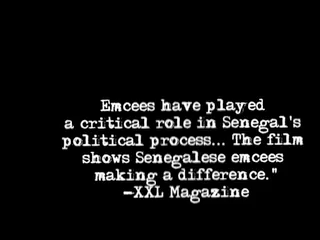 Emcees have played
a critical role in Senegal's
political process... The film
shows Senegalese emcees
making a difference."
-XXL Magazine